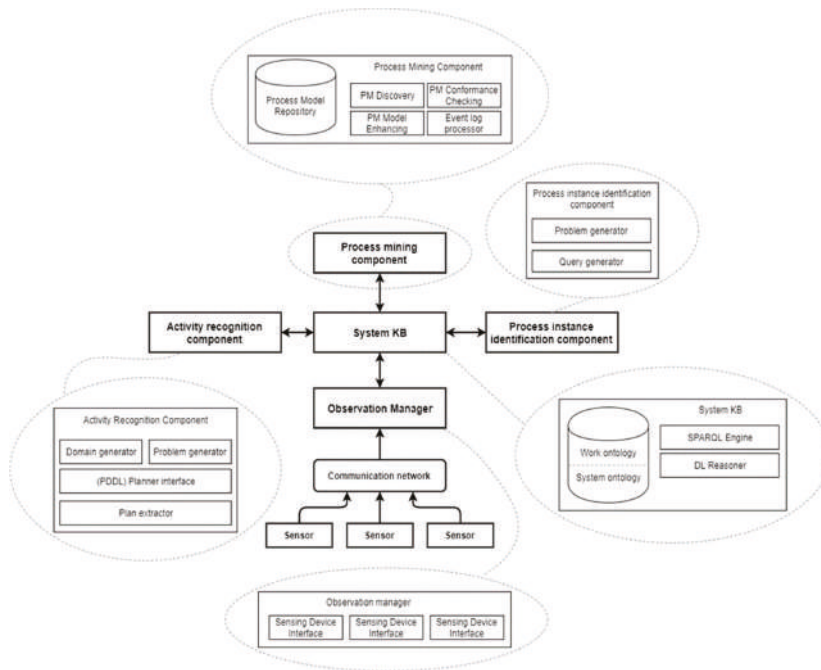 Process Mining Component
Process Model
Repository
PM Discovery
PM Conformance
Checking
PM Model
Enhancing
Event log
processor
Process instance identification
component
Problem generator
Query generator
Process mining
component
Activity recognition
component
System KB
Process instance
identification component
Observation Manager
Communication network
Sensor
Sensor
Sensor
Activity Recognition Component
Domain generator
Problem generator
(PDDL) Planner interface
Plan extractor
System KB
Work ontology
System ontology
SPARQL Engine
DL Reasoner
Observation manager
Sensing Device
Interface
Sensing Device
Interface
Sensing Device
Interface